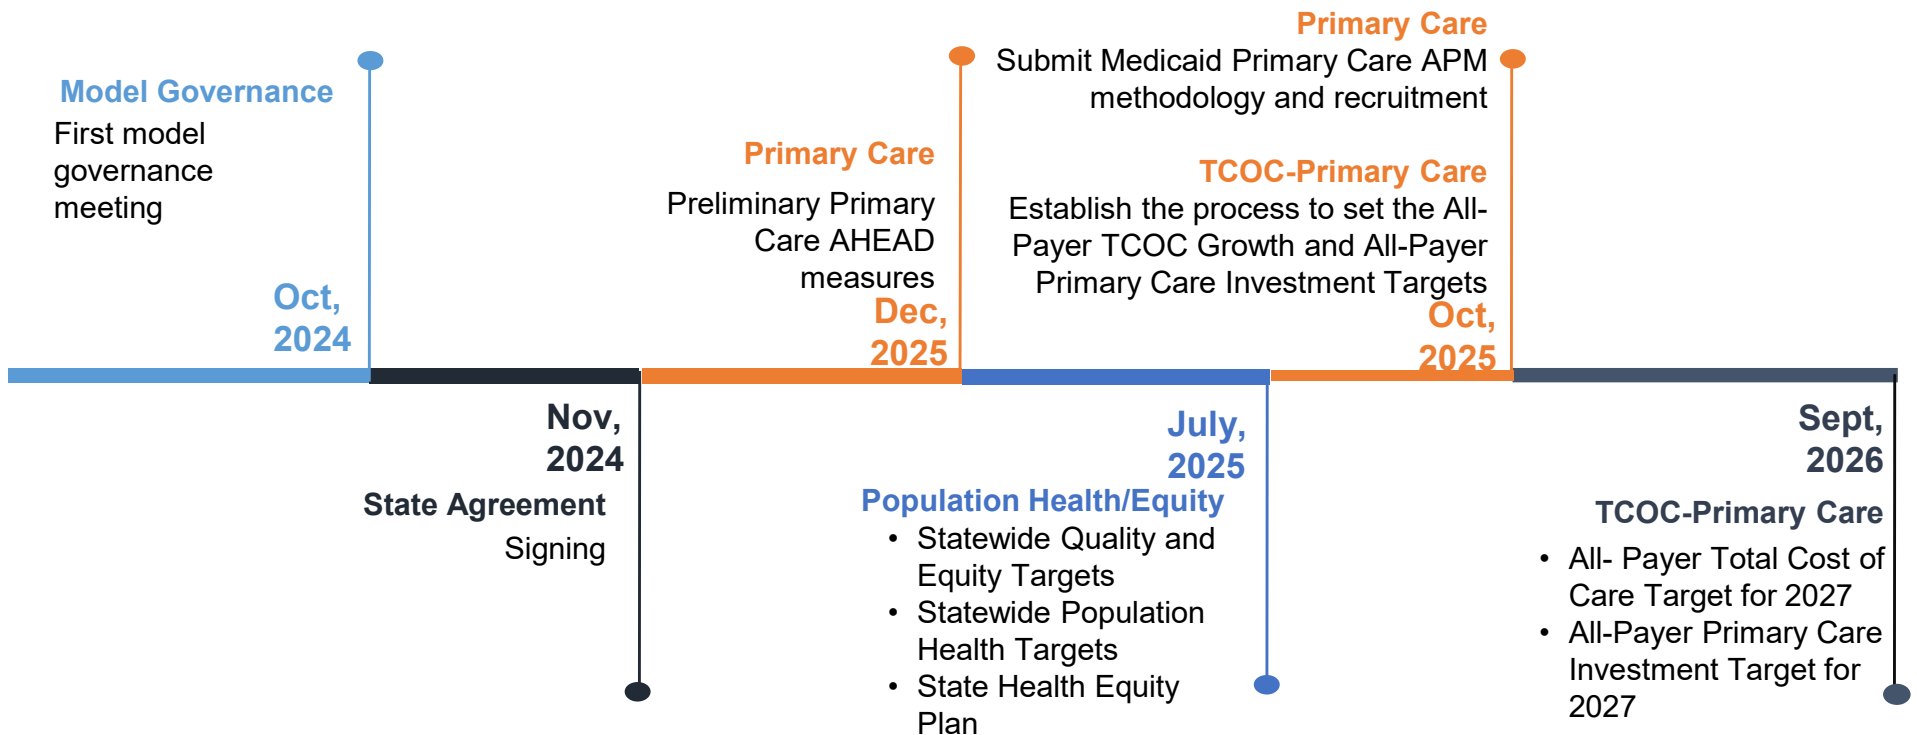 Model Governance
First model
governance
meeting
Oct,
2024
Nov,
2024
State Agreement
Signing
Primary Care
Preliminary Primary
Care AHEAD
measures
Dec,
2025
July,
2025
Population Health/Equity
• Statewide Quality and
Equity Targets
• Statewide Population
Health Targets
• State Health Equity
Plan
Primary Care
Submit Medicaid Primary Care APM
methodology and recruitment
TCOC-Primary Care
Establish the process to set the All-
Payer TCOC Growth and All-Payer
Primary Care Investment Targets
Oct,
2025
Sept,
2026
TCOC-Primary Care
• All- Payer Total Cost of
Care Target for 2027
• All-Payer Primary Care
Investment Target for
2027